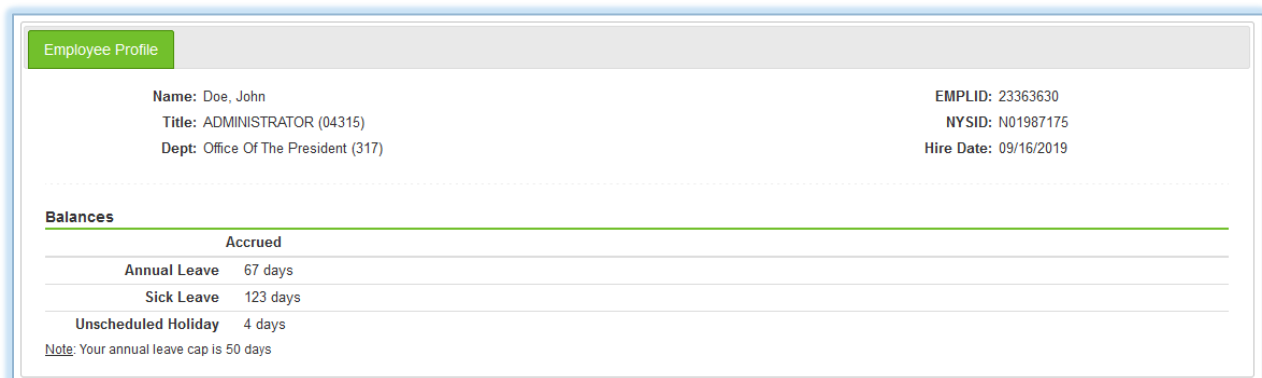 Employee Profile
Name: Doe, John
EMPLID: 23363630
Title: ADMINISTRATOR (04315)
NYSID: N01987175
Dept: Office Of The President (317)
Hire Date: 09/16/2019
Balances
Accrued
Annual Leave 67 days
Sick Leave 123 days
Unscheduled Holiday 4 days
Note: Your annual leave cap is 50 days